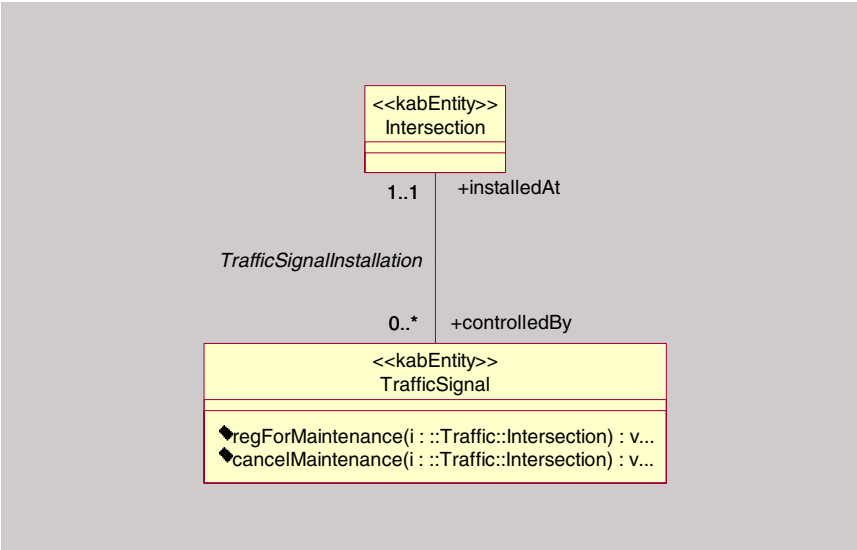 <<kabEntity>>
Intersection
1..1
+installedAt
TrafficSignalInstallation
0..*
+controlledBy
<<kabEntity>>
TrafficSignal
regForMaintenance(i : ::Traffic::Intersection) : v...
cancelMaintenance(i : ::Traffic::Intersection) : v...